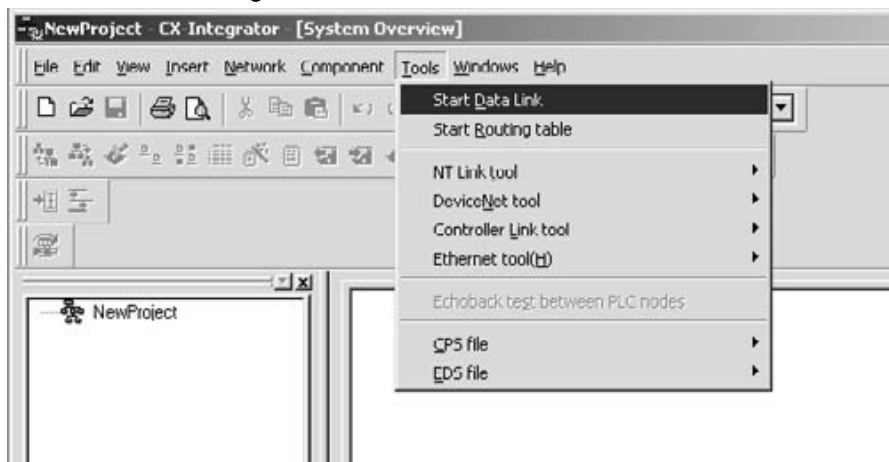 NewProject - CX-Integrator - [System Overview]
File Edit View Insert Network Component Tools Windows Help
Start Data Link
Start Routing table
NT Link tool
DeviceNet tool
Controller Link tool
Ethernet tool(H)
Echoback test between PLC nodes
CPS file
EDS file
NewProject